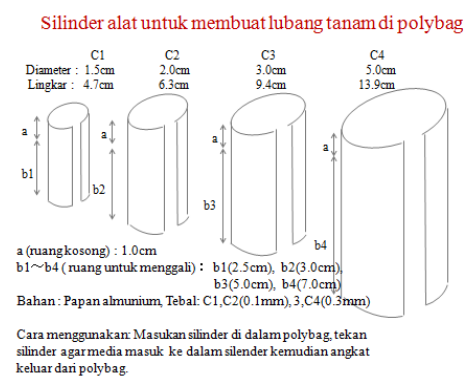 Silinder alat untuk membuat lubang tanam di polybag
C1 C2 C3 C4
Diameter : 1.5cm 2.0cm 3.0cm 5.0cm
Lingkar : 4.7cm 6.3cm 9.4cm 13.9cm
a a a a
b1 b2 b3 b4
a (ruang kosong) : 1.0cm
b1～b4 ( ruang untuk menggali) : b1(2.5cm), b2(3.0cm),
b3(5.0cm), b4(7.0cm)
Bahan : Papan almunium, Tebal: C1,C2(0.1mm),3,C4(0.3mm)
Cara menggunakan: Masukan silinder di dalam polybag, tekan
silinder agar media masuk ke dalam silender kemudian angkat
keluar dari polybag.